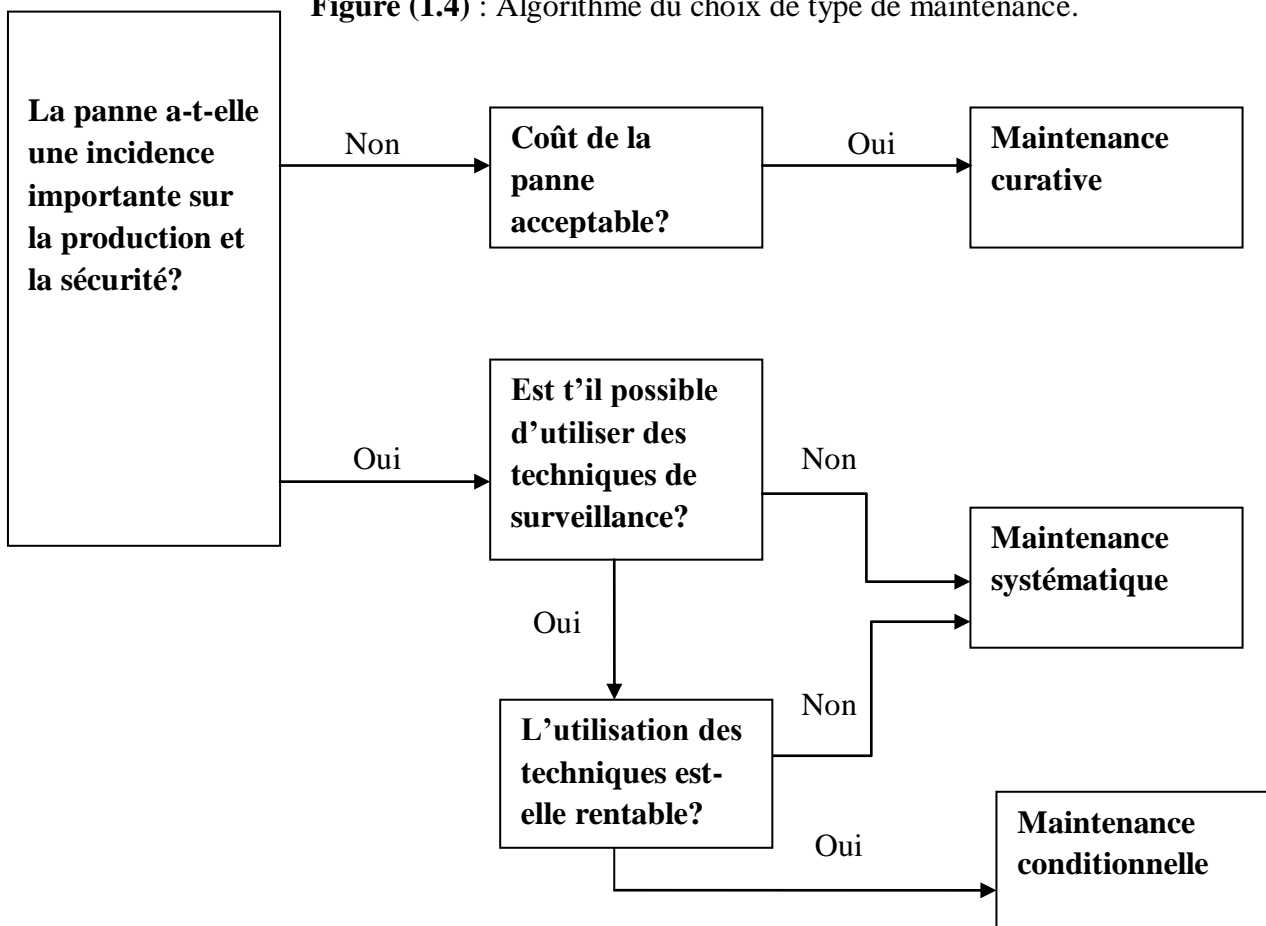 Figure (1.4) : Algorithme du choix de type de maintenance.
La panne a-t-elle
une incidence
importante sur
la production et
la sécurité?
Non
Coût de la
panne
acceptable?
Oui
Maintenance
curative
Oui
Est t’il possible
d’utiliser des
techniques de
surveillance?
Non
Maintenance
systématique
Oui
L’utilisation des
techniques est-
elle rentable?
Non
Oui
Maintenance
conditionnelle